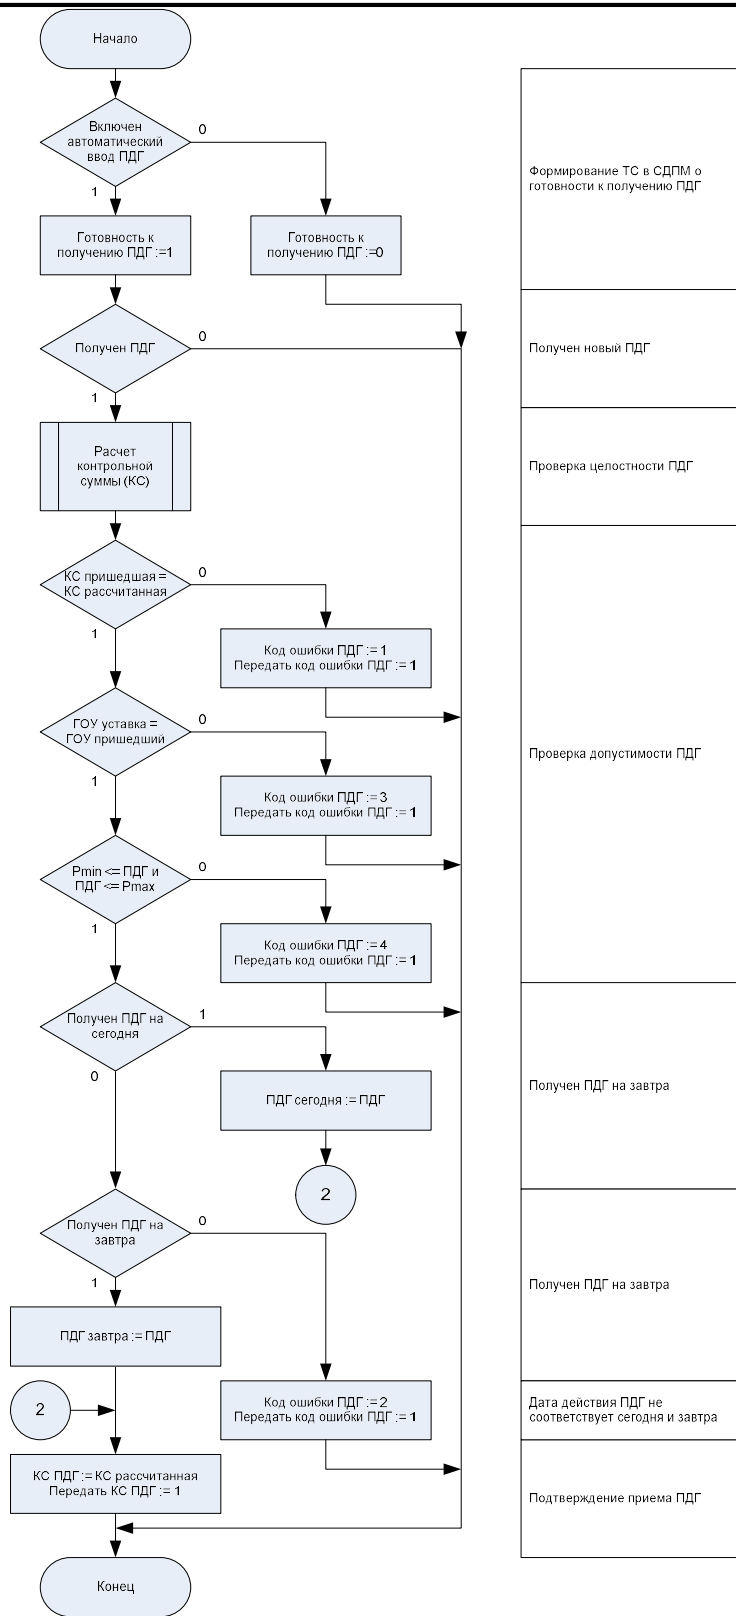 Начало
Включен
автоматический
ввод ПДГ
0
1
Готовность к
получению ПДГ :=1
Готовность к
получению ПДГ :=0
Формирование ТС в СДПМ о
готовности к получению ПДГ
Получен ПДГ
0
1
Получен новый ПДГ
Расчет
контрольной
суммы (КС)
Проверка целостности ПДГ
КС пришедшая =
КС рассчитанная
0
1
Код ошибки ПДГ := 1
Передать код ошибки ПДГ := 1
ГОУ уставка =
ГОУ пришедший
0
1
Код ошибки ПДГ := 3
Передать код ошибки ПДГ := 1
Проверка допустимости ПДГ
Pmin <= ПДГ и
ПДГ <= Pmax
0
1
Код ошибки ПДГ := 4
Передать код ошибки ПДГ := 1
Получен ПДГ на
сегодня
1
0
ПДГ сегодня := ПДГ
2
Получен ПДГ на завтра
Получен ПДГ на
завтра
0
1
Получен ПДГ на завтра
ПДГ завтра := ПДГ
2
Код ошибки ПДГ := 2
Передать код ошибки ПДГ := 1
Дата действия ПДГ не
соответствует сегодня и завтра
КС ПДГ := КС рассчитанная
Передать КС ПДГ := 1
Подтверждение приема ПДГ
Конец